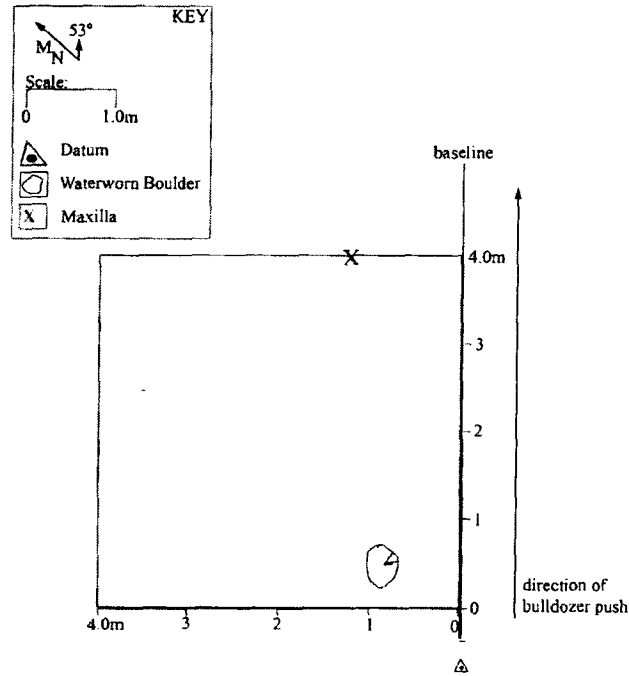 KEY
53°
MN
Scale:
0 1.0m
Datum
Waterworn Boulder
X Maxilla
baseline
X 4.0m
3
2
1
0
4.0m 3 2 1 0
direction of
bulldozer push